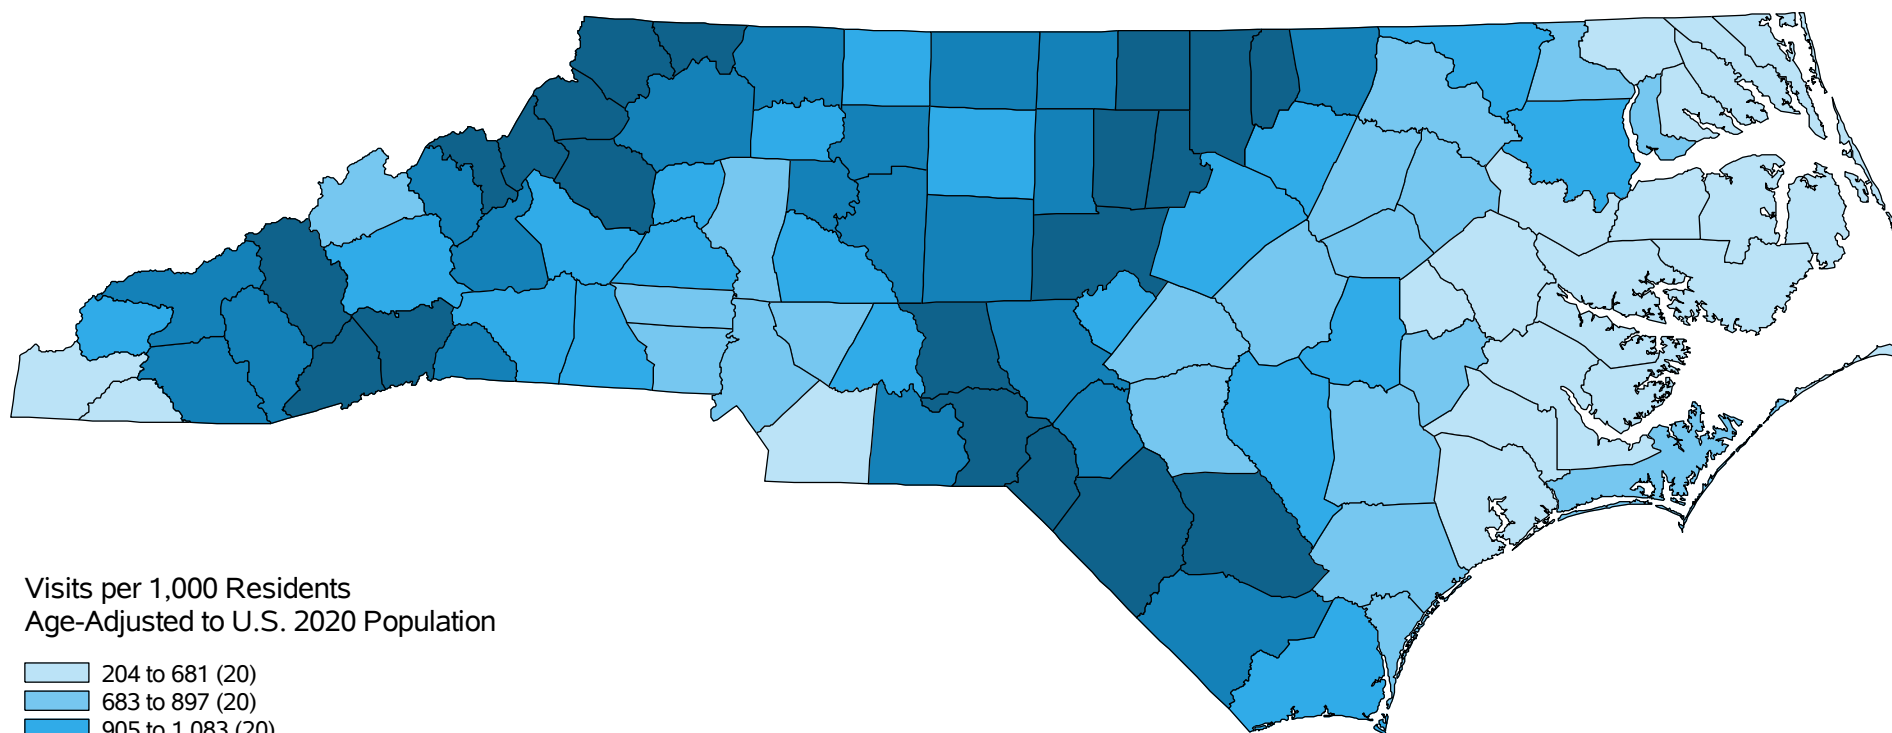 Visits per 1,000 Residents
Age-Adjusted to U.S. 2020 Population
204 to 681 (20)
683 to 897 (20)
905 to 1,083 (20)